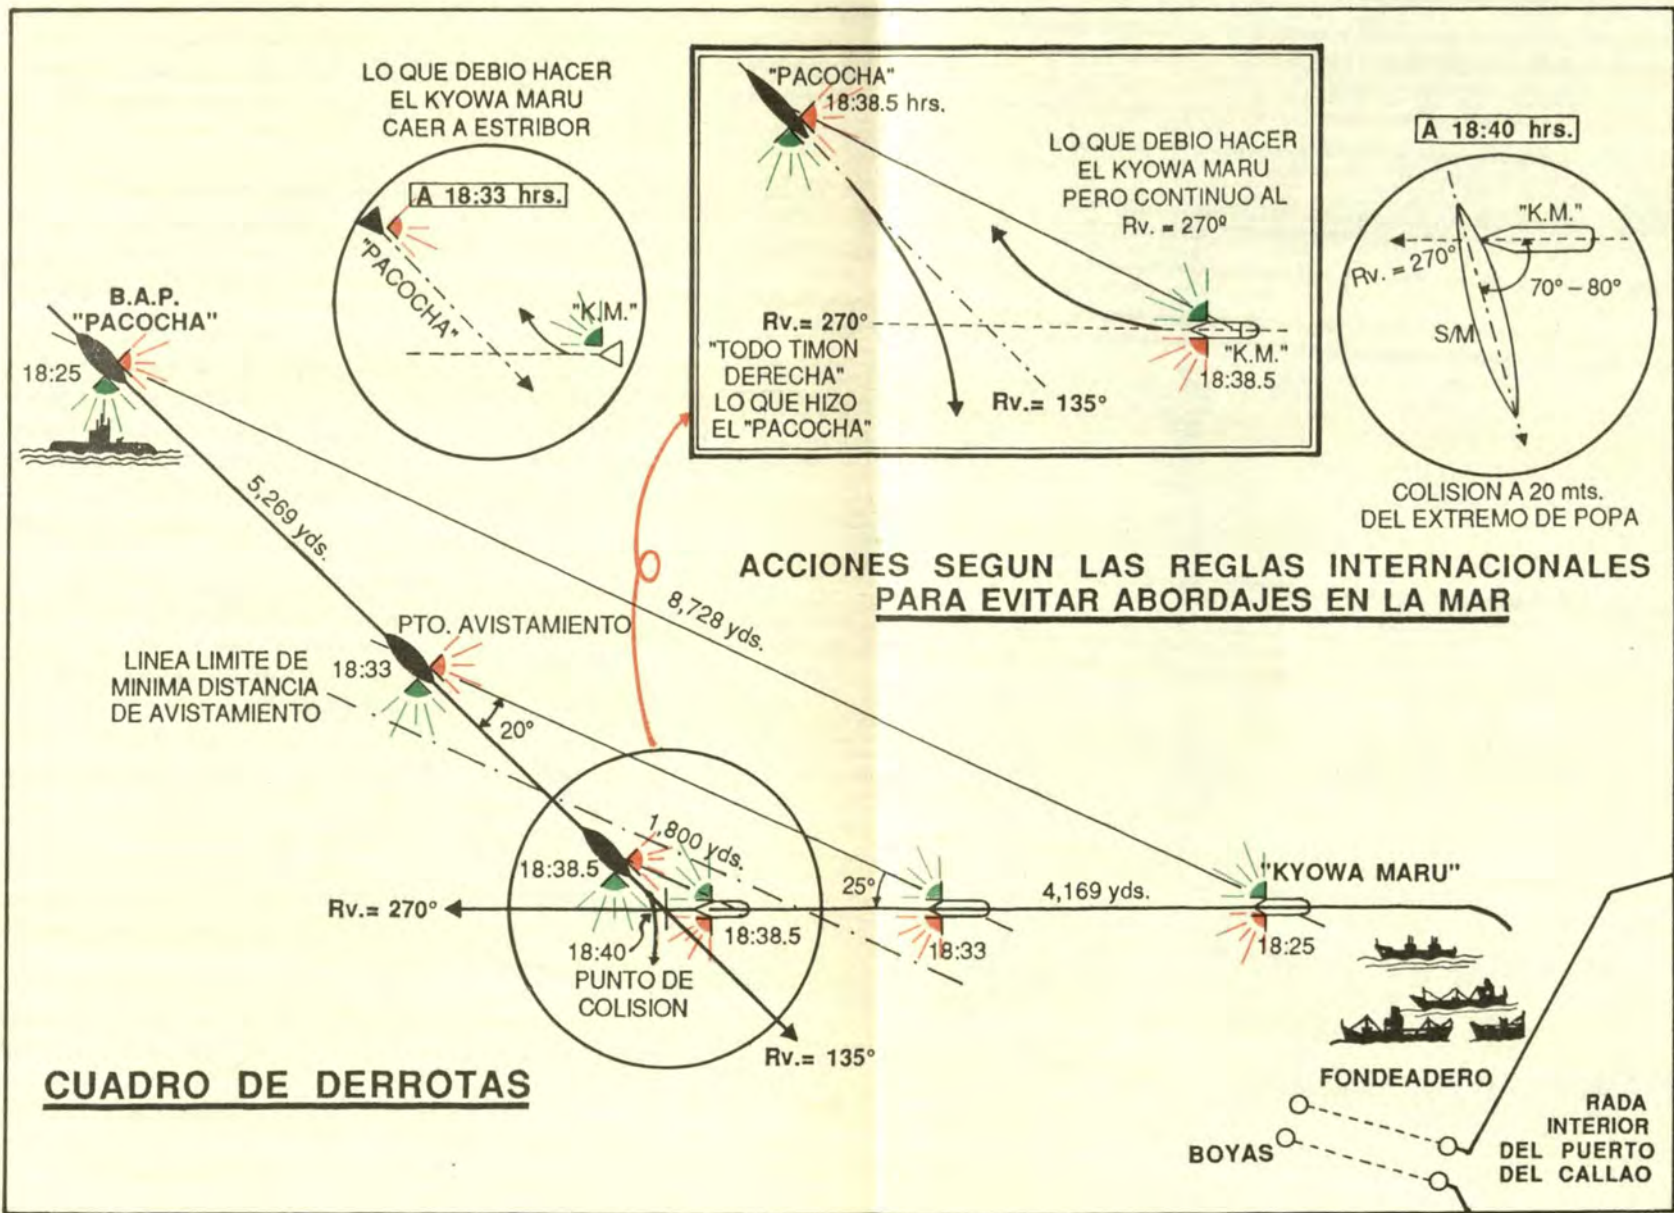 LO QUE DEBIO HACER
EL KYOWA MARU
CAER A ESTRIBOR
A 18:33 hrs.
"PACOCHA"
"K.M."
"PACOCHA"
18:38.5 hrs.
LO QUE DEBIO HACER
EL KYOWA MARU
PERO CONTINUO AL
Rv. = 270º
Rv.= 270°
"TODO TIMON
DERECHA"
LO QUE HIZO
EL "PACOCHA"
"K.M."
18:38.5
Rv.= 135°
A 18:40 hrs.
"K.M."
Rv. = 270°
70° – 80°
S/M
COLISION A 20 mts.
DEL EXTREMO DE POPA
ACCIONES SEGUN LAS REGLAS INTERNACIONALES
PARA EVITAR ABORDAJES EN LA MAR
B.A.P.
"PACOCHA"
18:25
5,269 yds.
8,728 yds.
PTO. AVISTAMIENTO
18:33
LINEA LIMITE DE
MINIMA DISTANCIA
DE AVISTAMIENTO
20°
1,800 yds.
18:38.5
25°
4,169 yds.
"KYOWA MARU"
Rv.= 270°
18:40
18:38.5
18:33
18:25
PUNTO DE
COLISION
Rv.= 135°
CUADRO DE DERROTAS
FONDEADERO
BOYAS
RADA
INTERIOR
DEL PUERTO
DEL CALLAO